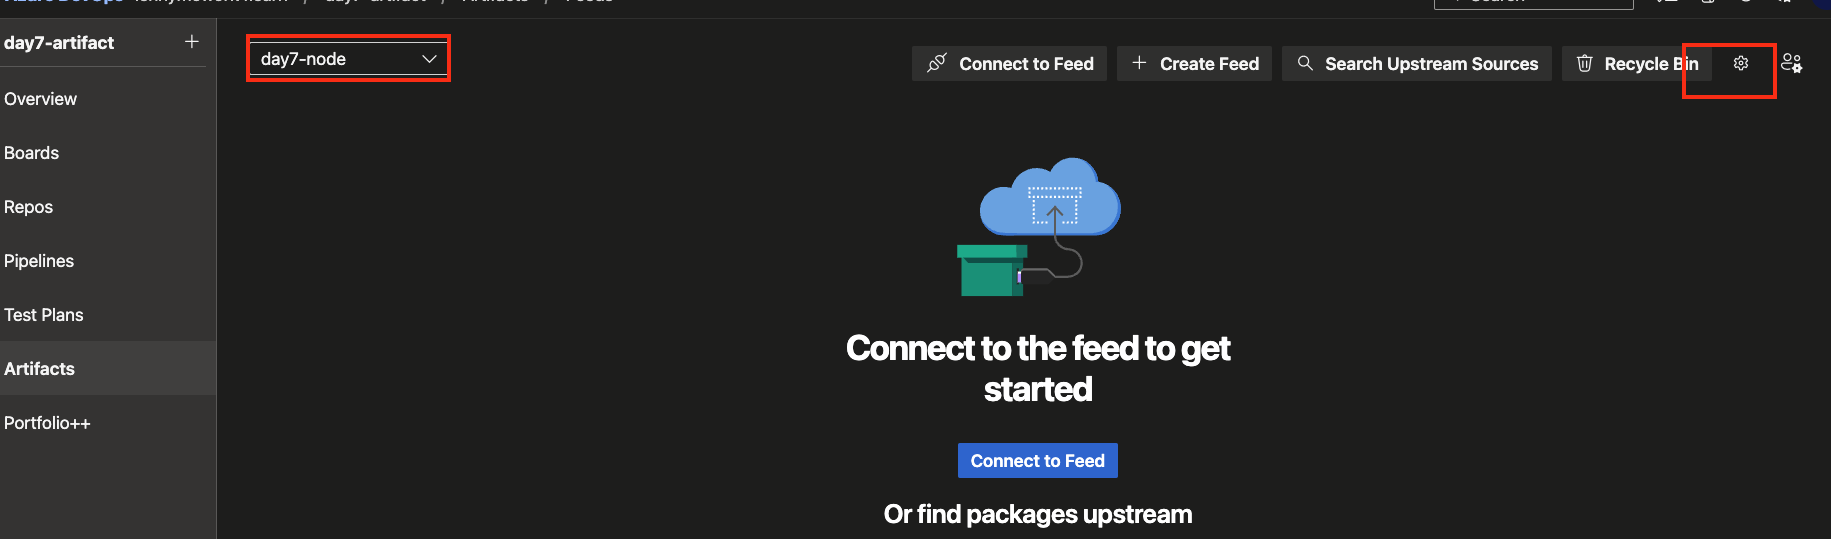 day7-artifact
day7-node
Connect to Feed
Create Feed
Search Upstream Sources
Recycle Bin
Overview
Boards
Repos
Pipelines
Test Plans
Artifacts
Portfolio++
Connect to the feed to get
started
Connect to Feed
Or find packages upstream